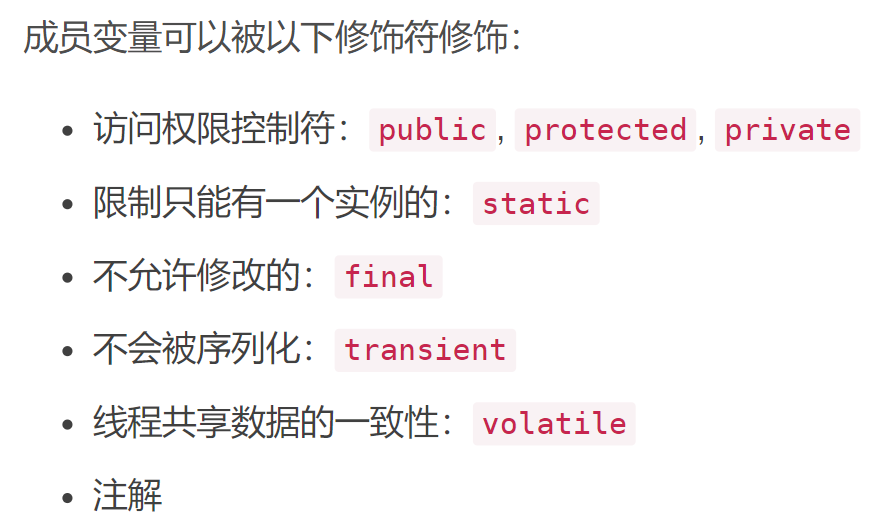 成员变量可以被以下修饰符修饰：
• 访问权限控制符：public, protected, private
• 限制只能有一个实例的：static
• 不允许修改的：final
• 不会被序列化：transient
• 线程共享数据的一致性：volatile
• 注解